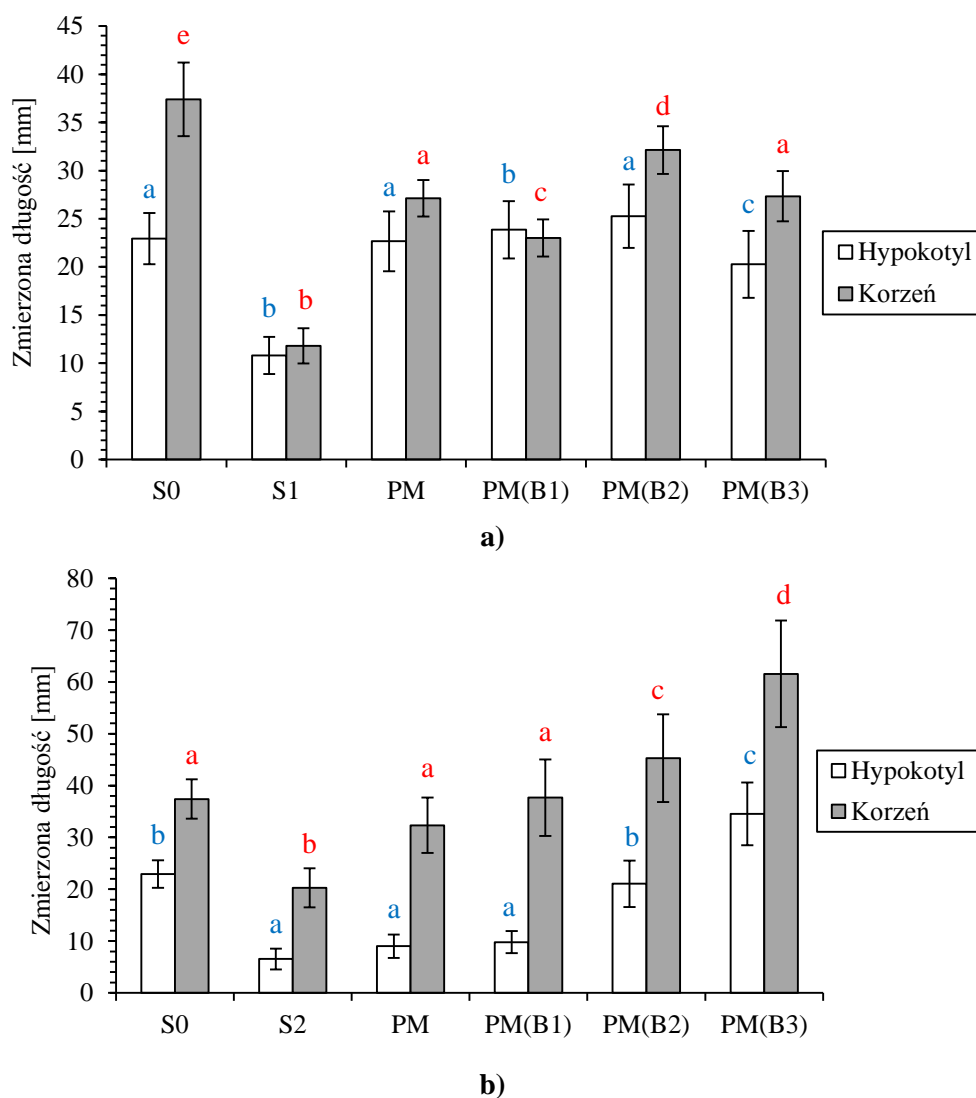 Zmierzona długość [mm]
45
40
35
30
25
20
15
10
5
0
a e
b b
a a
b c
a d
c a
S0 S1 PM PM(B1) PM(B2) PM(B3)
Hypokotyl
Korzeń
a)
Zmierzona długość [mm]
80
70
60
50
40
30
20
10
0
b a
a b
a a
a a
b c
c d
S0 S2 PM PM(B1) PM(B2) PM(B3)
Hypokotyl
Korzeń
b)